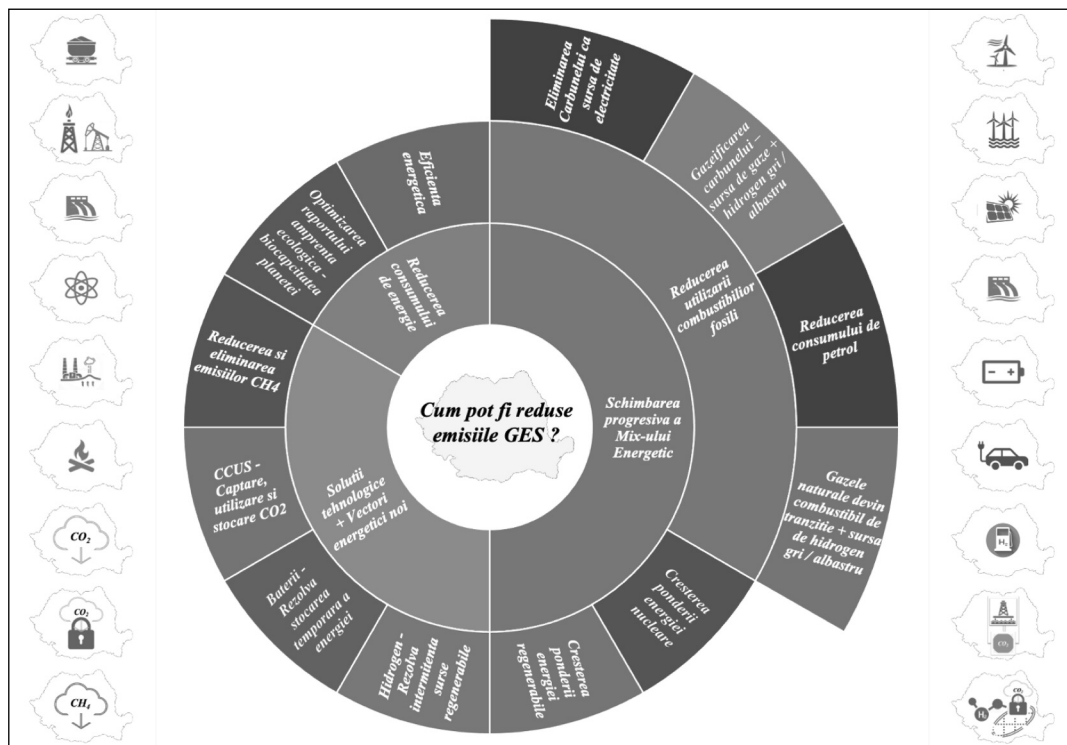 Cum pot fi reduse
emisiile GES ?
Schimbarea
progresiva a
Mix-ului
Energetic
Reducerea
utilizarii
combustibilor
fosili
Eliminarea
Carbunelui ca
sursa de
electricitate
Gazeificarea
carbunelui –
sursa de gaze +
hidrogen gri /
albastru
Reducerea
consumului de
petrol
Gazele
naturale devin
combustibil de
tranzitie + sursa
de hidrogen
gri / albastru
Cresterea
ponderii
energiei
nucleare
Cresterea
ponderii
energiei
regenerabile
Solutii
tehnologice
+ Vectori
energetici noi
Hidrogen -
Rezolva
intermitenta
surse
regenerabile
Baterii -
Rezolva
stocarea
temporara a
energiei
CCUS -
Captare,
utilizare si
stocare CO2
Reducerea si
eliminarea
emisiilor CH4
Reducerea
consumului
de energie
Optimizarea
raportului
amprenta
ecologica -
biocapcitatea
planetei
Eficienta
energetica
CO₂
CO₂
CH₄
H₂
CO₂
H₂
CO₂